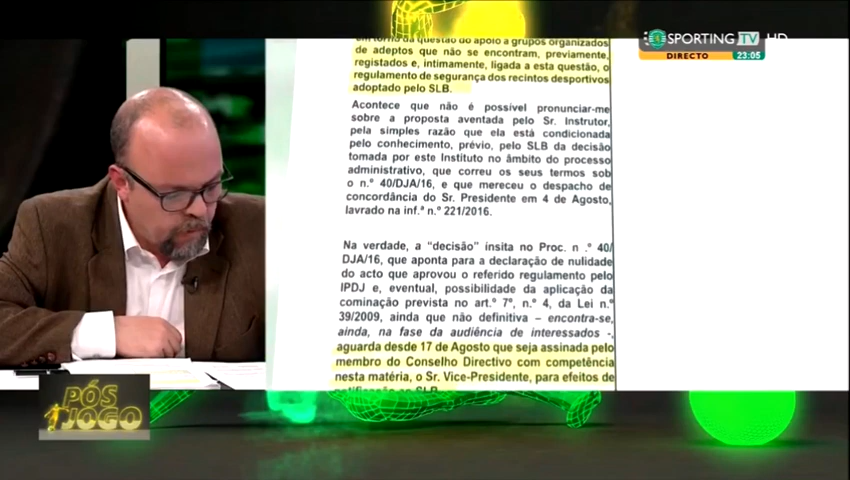 em torno da questão do apoio a grupos organizados
de adeptos que não se encontram, previamente,
registados e, intimamente, ligada a esta questão, o
regulamento de segurança dos recintos desportivos
adoptado pelo SLB.
Acontece que não é possível pronunciar-me
sobre a proposta aventada pelo Sr. Instrutor,
pela simples razão que ela está condicionada
pelo conhecimento, prévio, pelo SLB da decisão
tomada por este Instituto no âmbito do processo
administrativo, que correu os seus termos sob
o n.º 40/DJA/16, e que mereceu o despacho de
concordância do Sr. Presidente em 4 de Agosto,
lavrado na inf.ª n.º 221/2016.
Na verdade, a “decisão” insita no Proc. n .º 40/
DJA/16, que aponta para a declaração de nulidade
do acto que aprovou o referido regulamento pelo
IPDJ e, eventual, possibilidade da aplicação da
cominação prevista no art.º 7º, n.º 4, da Lei n.º
39/2009, ainda que não definitiva – encontra-se,
ainda, na fase da audiência de interessados -,
aguarda desde 17 de Agosto que seja assinada pelo
membro do Conselho Directivo com competência
nesta matéria, o Sr. Vice-Presidente, para efeitos de
SPORTING TV HD
DIRECTO 23:05
PÓS
JOGO